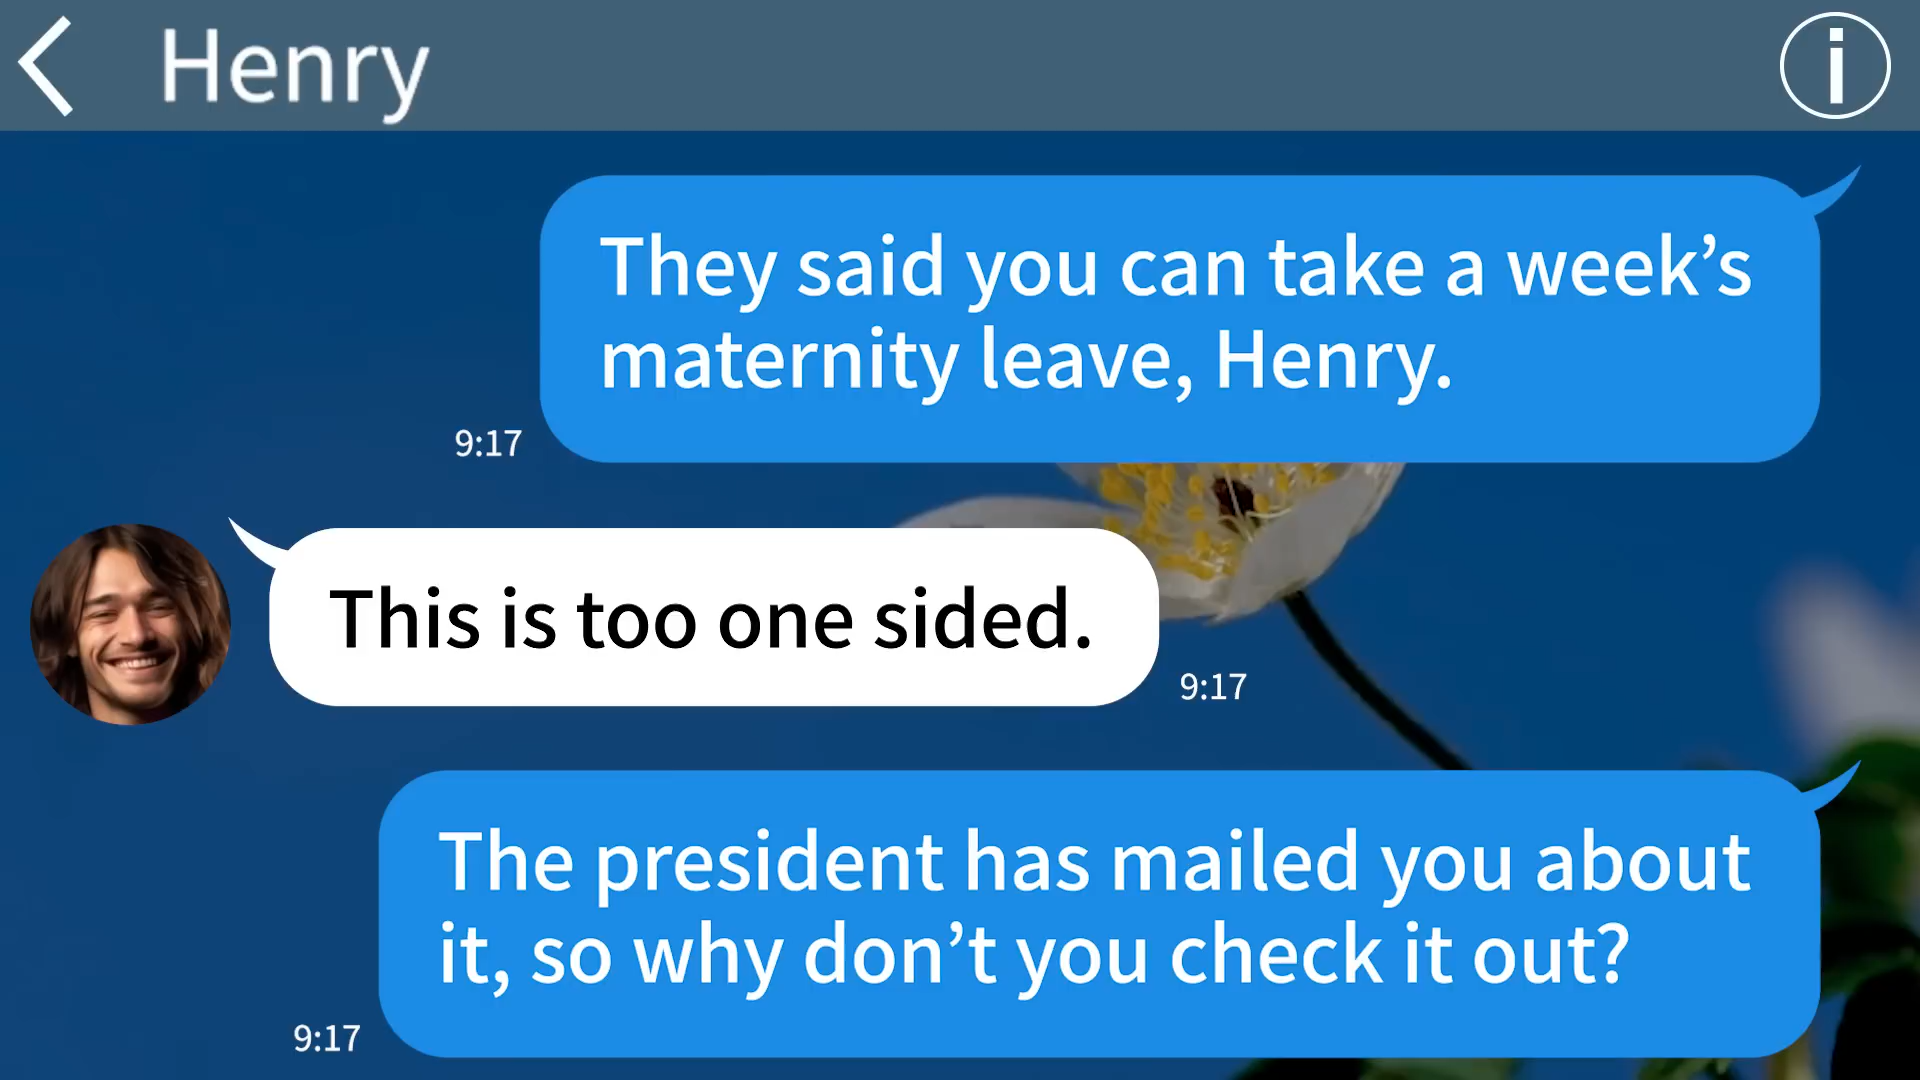 Henry
They said you can take a week’s
maternity leave, Henry.
9:17
This is too one sided.
9:17
The president has mailed you about
it, so why don’t you check it out?
9:17